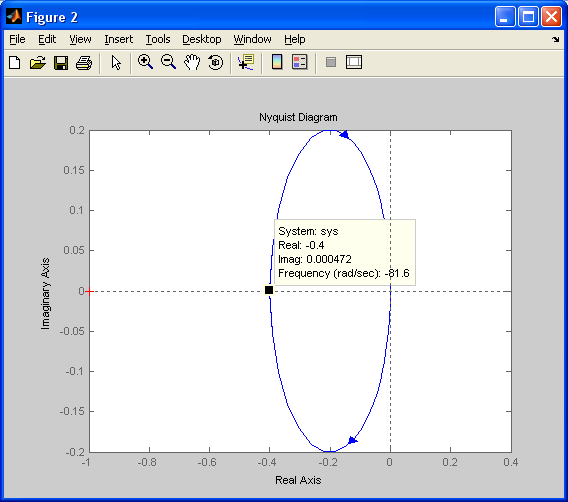 Figure 2
File Edit View Insert Tools Desktop Window Help
Nyquist Diagram
0.2
0.15
0.1
0.05
0
-0.05
-0.1
-0.15
-0.2
Imaginary Axis
System: sys
Real: -0.4
Imag: 0.000472
Frequency (rad/sec): -81.6
-1 -0.8 -0.6 -0.4 -0.2 0 0.2 0.4
Real Axis